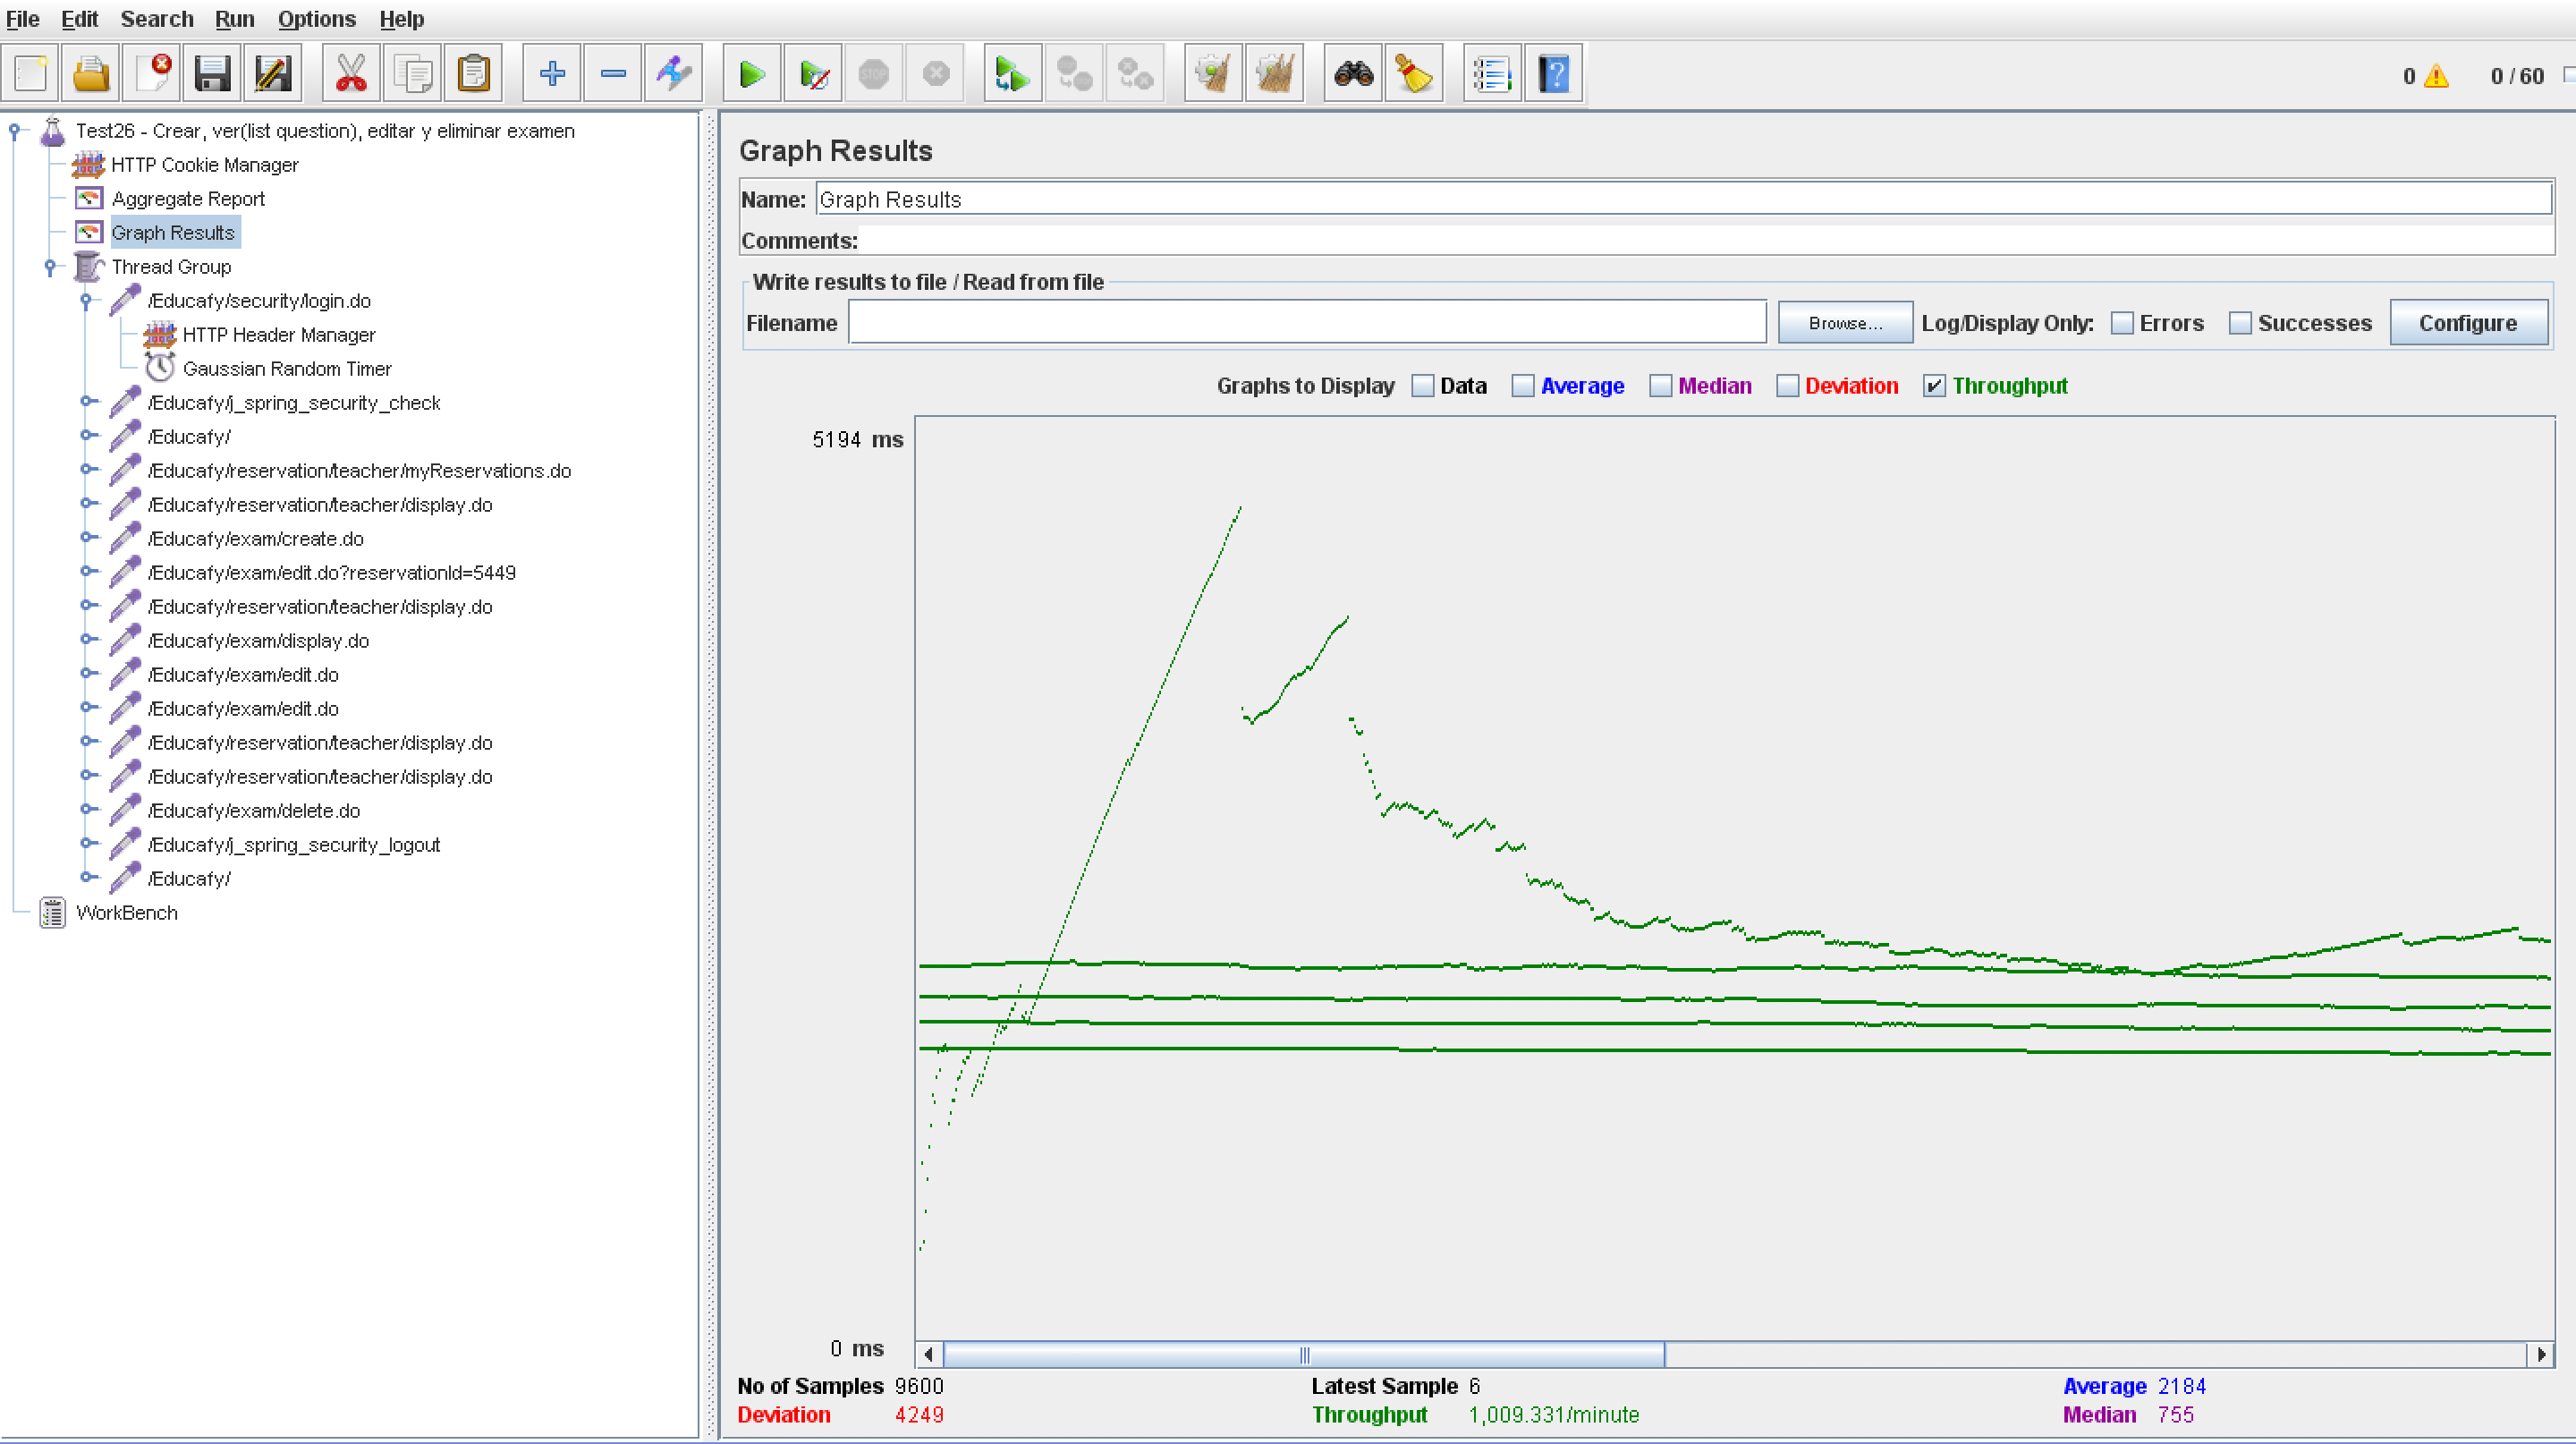 File Edit Search Run Options Help
0 0 / 60
Test26 - Crear, ver(list question), editar y eliminar examen
HTTP Cookie Manager
Aggregate Report
Graph Results
Thread Group
/Educafy/security/login.do
HTTP Header Manager
Gaussian Random Timer
/Educafy/j_spring_security_check
/Educafy/
/Educafy/reservation/teacher/myReservations.do
/Educafy/reservation/teacher/display.do
/Educafy/exam/create.do
/Educafy/exam/edit.do?reservationId=5449
/Educafy/reservation/teacher/display.do
/Educafy/exam/display.do
/Educafy/exam/edit.do
/Educafy/exam/edit.do
/Educafy/reservation/teacher/display.do
/Educafy/reservation/teacher/display.do
/Educafy/exam/delete.do
/Educafy/j_spring_security_logout
/Educafy/
WorkBench
Graph Results
Name: Graph Results
Comments:
Write results to file / Read from file
Filename Browse... Log/Display Only: Errors Successes Configure
Graphs to Display Data Average Median Deviation Throughput
5194 ms
0 ms
No of Samples 9600 Latest Sample 6 Average 2184
Deviation 4249 Throughput 1,009.331/minute Median 755